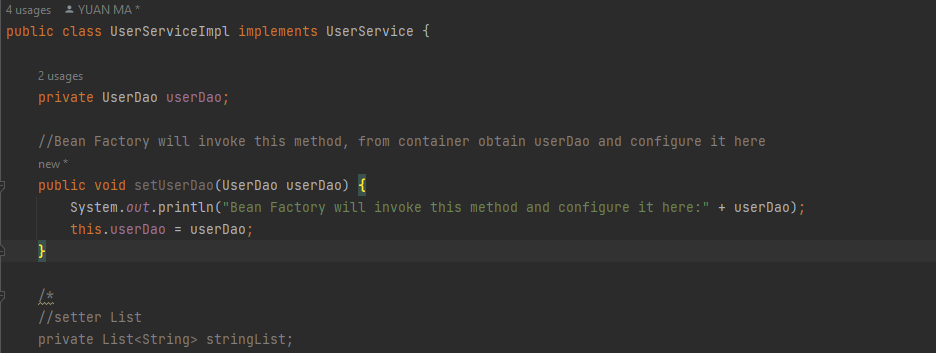 4 usages YUAN MA *
public class UserServiceImpl implements UserService {
2 usages
private UserDao userDao;
//Bean Factory will invoke this method, from container obtain userDao and configure it here
new *
public void setUserDao(UserDao userDao) {
System.out.println("Bean Factory will invoke this method and configure it here:" + userDao);
this.userDao = userDao;
}
/*
//setter List
private List<String> stringList;